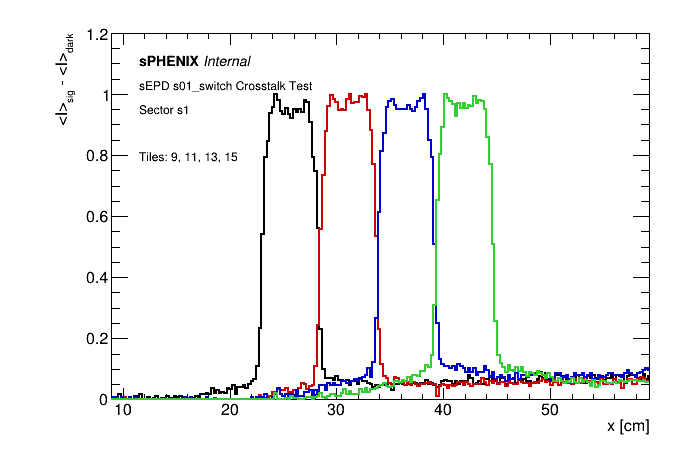 1.2
sPHENIX Internal
<I>sig - <I>dark
sEPD s01_switch Crosstalk Test
1
Sector s1
0.8
Tiles: 9, 11, 13, 15
0.6
0.4
0.2
0
10 20 30 40 50
x [cm]